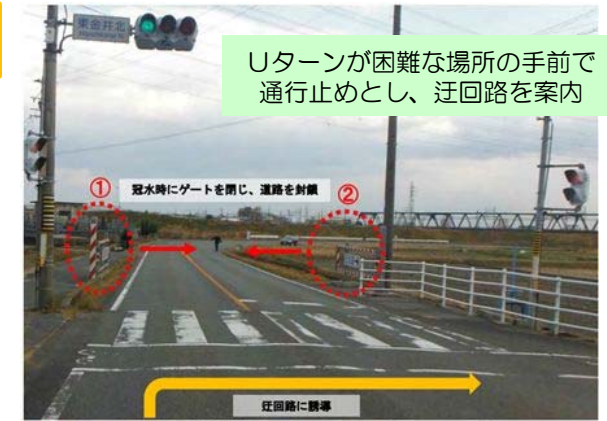 東金井北
Uターンが困難な場所の手前で
通行止めとし、迂回路を案内
①
冠水時にゲートを閉じ、道路を封鎖
②
迂回路に誘導